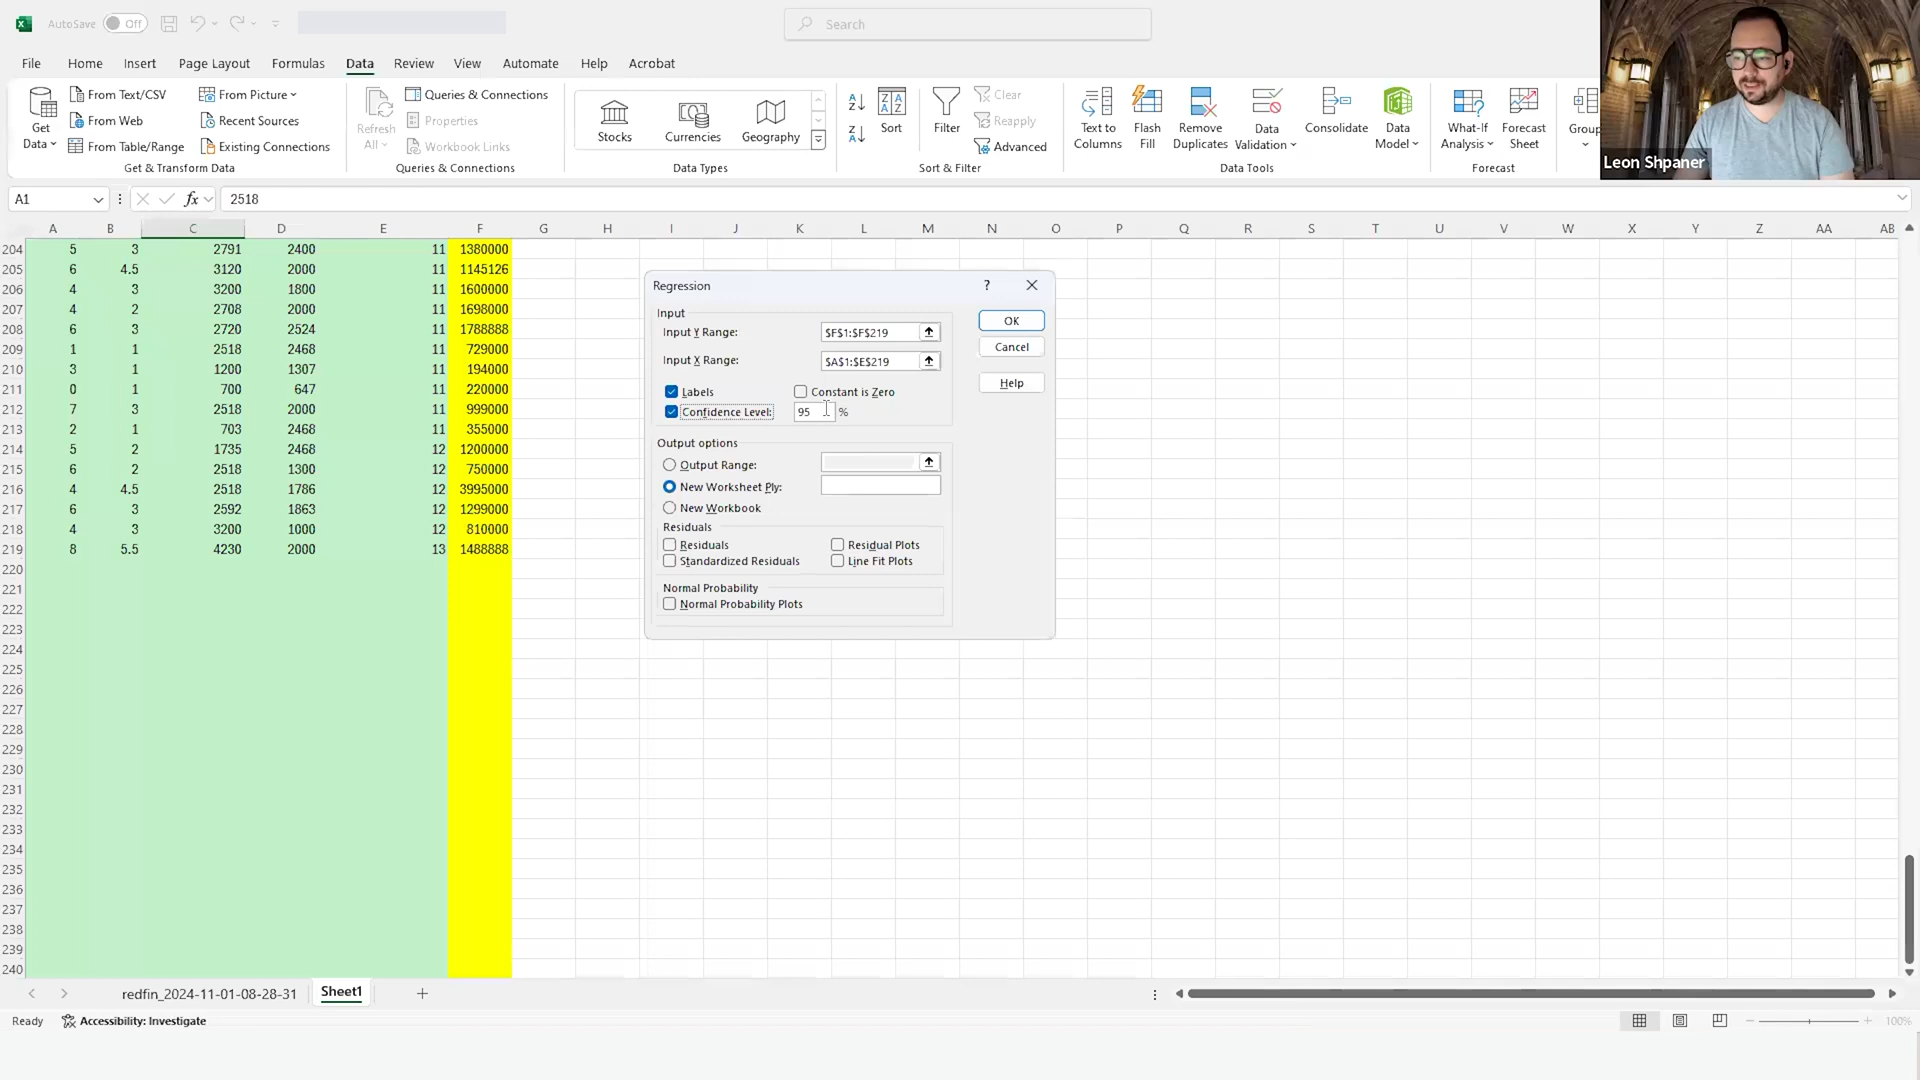 AutoSave Off Search
File Home Insert Page Layout Formulas Data Review View Automate Help Acrobat
Get Data From Text/CSV From Web From Table/Range From Picture Recent Sources Existing Connections
Refresh All Queries & Connections Properties Workbook Links
Stocks Currencies Geography
Sort Filter Clear Reapply Advanced
Text to Columns Flash Fill Remove Duplicates Data Validation Consolidate Data Model
What-If Analysis Forecast Sheet Group
Get & Transform Data Queries & Connections Data Types Sort & Filter Data Tools Forecast
Leon Shpaner
A1 fx 2518
A B C D E F G H I J K L M N O P Q R S T U V W X Y Z AA AB
204 5 3 2791 2400 11 1380000
205 6 4.5 3120 2000 11 1145126
206 4 3 3200 1800 11 1600000
207 4 2 2708 2000 11 1698000
208 6 3 2720 2524 11 1788888
209 1 1 2518 2468 11 729000
210 3 1 1200 1307 11 194000
211 0 1 700 647 11 220000
212 7 3 2518 2000 11 999000
213 2 1 703 2468 11 355000
214 5 2 1735 2468 12 1200000
215 6 2 2518 1300 12 750000
216 4 4.5 2518 1786 12 3995000
217 6 3 2592 1863 12 1299000
218 4 3 3200 1000 12 810000
219 8 5.5 4230 2000 13 1488888
220
221
222
223
224
225
226
227
228
229
230
231
232
233
234
235
236
237
238
239
240
Regression ?
Input
Input Y Range: $F$1:$F$219 OK
Input X Range: $A$1:$E$219 Cancel
Help
Labels Constant is Zero
Confidence Level: 95 %
Output options
Output Range:
New Worksheet Ply:
New Workbook
Residuals
Residuals Residual Plots
Standardized Residuals Line Fit Plots
Normal Probability
Normal Probability Plots
redfin_2024-11-01-08-28-31 Sheet1
Ready Accessibility: Investigate 100%